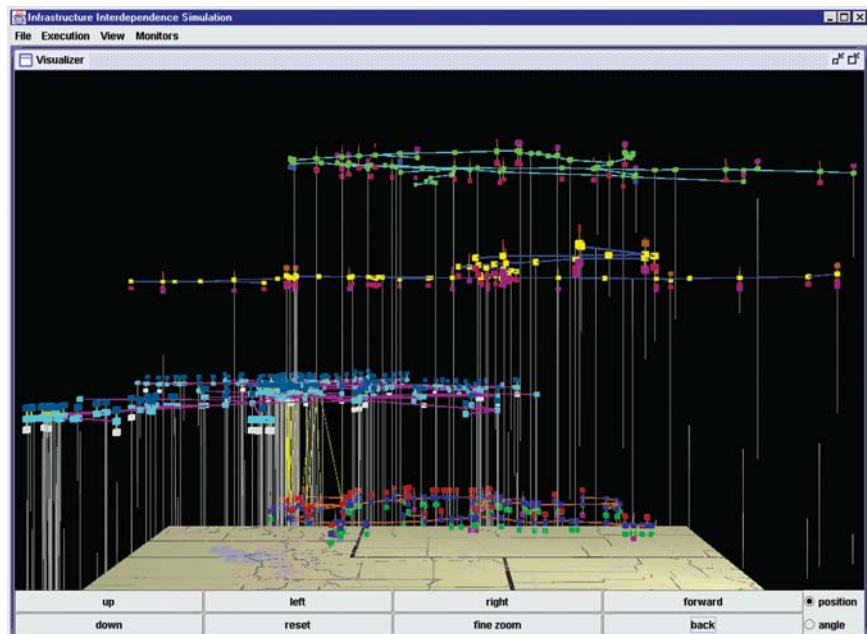 Infrastructure Interdependence Simulation
File Execution View Monitors
Visualizer
up left right forward position
down reset fine zoom back angle